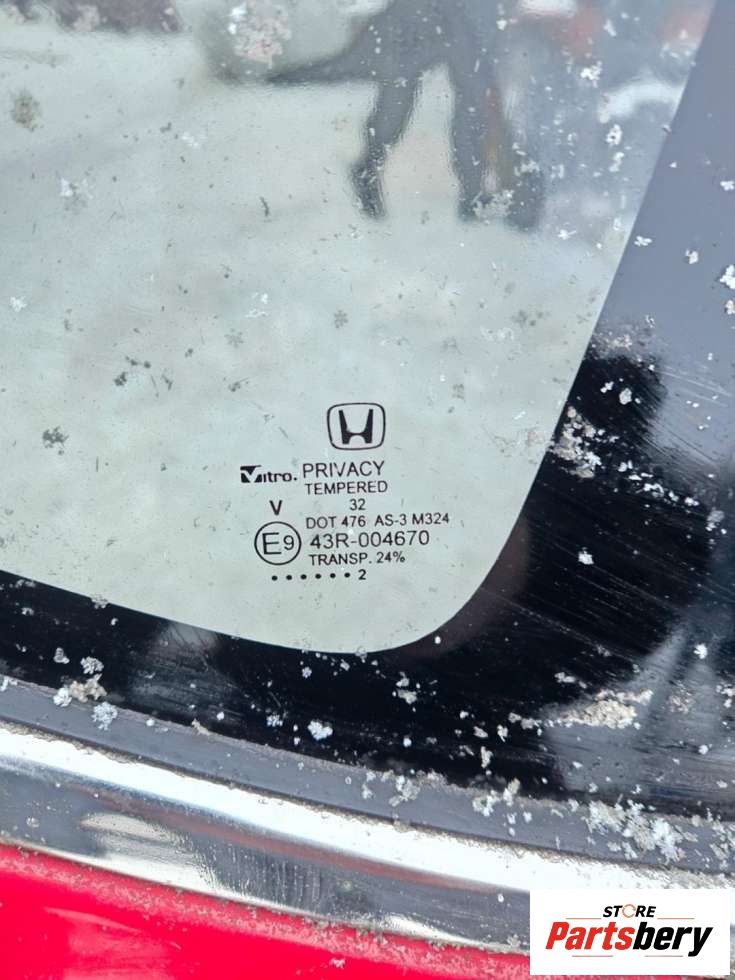 Vitro. PRIVACY
TEMPERED
V 32
DOT 476 AS-3 M324
E9 43R-004670
TRANSP. 24%
• • • • • • 2
STORE
Partsbery